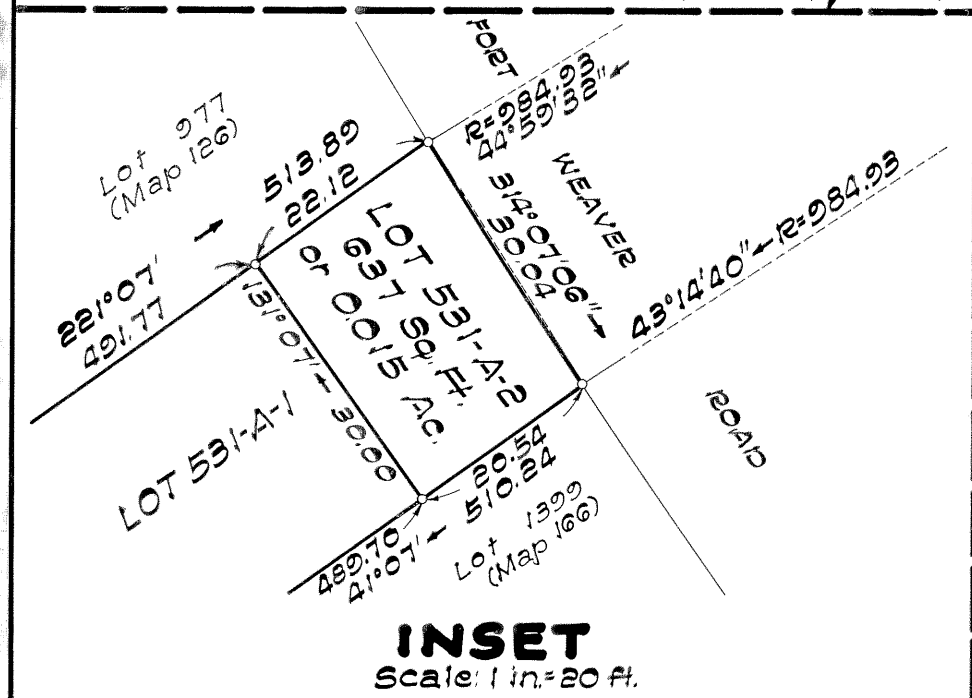 FORT
R=984.93
44°59'32"
Lot 977
(Map 126)
513.89
22.12
WEAVER
314°07'06"
30.04
43°14'40" R=984.93
221°07'
491.77
LOT 531-A-2
637 Sq. Ft.
or 0.015 Ac.
131°07' 30.00
LOT 531-A-1
ROAD
20.54
510.24
489.70
41°07'
Lot 1399
(Map 166)
INSET
Scale: 1 in.=20 ft.